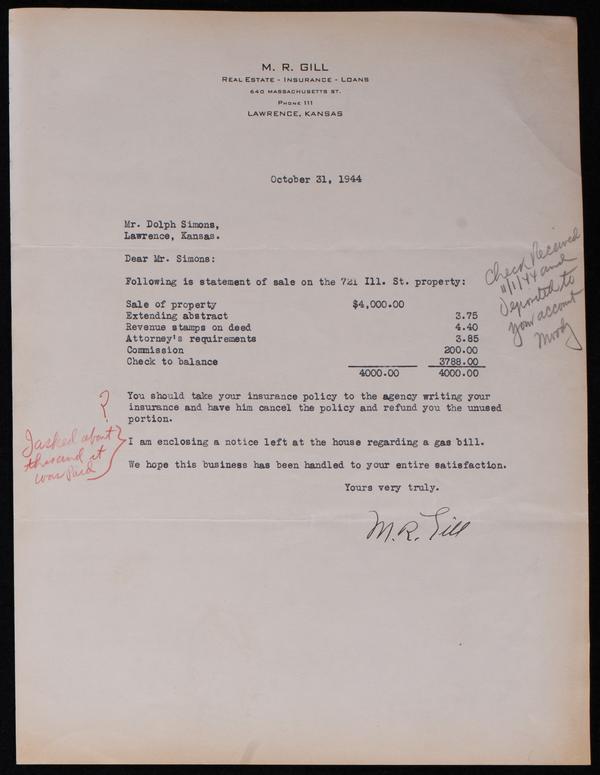 M. R. GILL
REAL ESTATE - INSURANCE - LOANS
640 MASSACHUSETTS ST.
PHONE 111
LAWRENCE, KANSAS
October 31, 1944
Mr. Dolph Simons,
Lawrence, Kansas.
Dear Mr. Simons:
Following is statement of sale on the 721 Ill. St. property:
Sale of property $4,000.00
Extending abstract 3.75
Revenue stamps on deed 4.40
Attorney's requirements 3.85
Commission 200.00
Check to balance 3788.00
4000.00 4000.00
Check Received
11/1/44 and
Deposited to
your account
Moody
You should take your insurance policy to the agency writing your
insurance and have him cancel the policy and refund you the unused
portion.
?
I am enclosing a notice left at the house regarding a gas bill.
I asked about
this and it
was paid
We hope this business has been handled to your entire satisfaction.
Yours very truly.
M.R. Gill